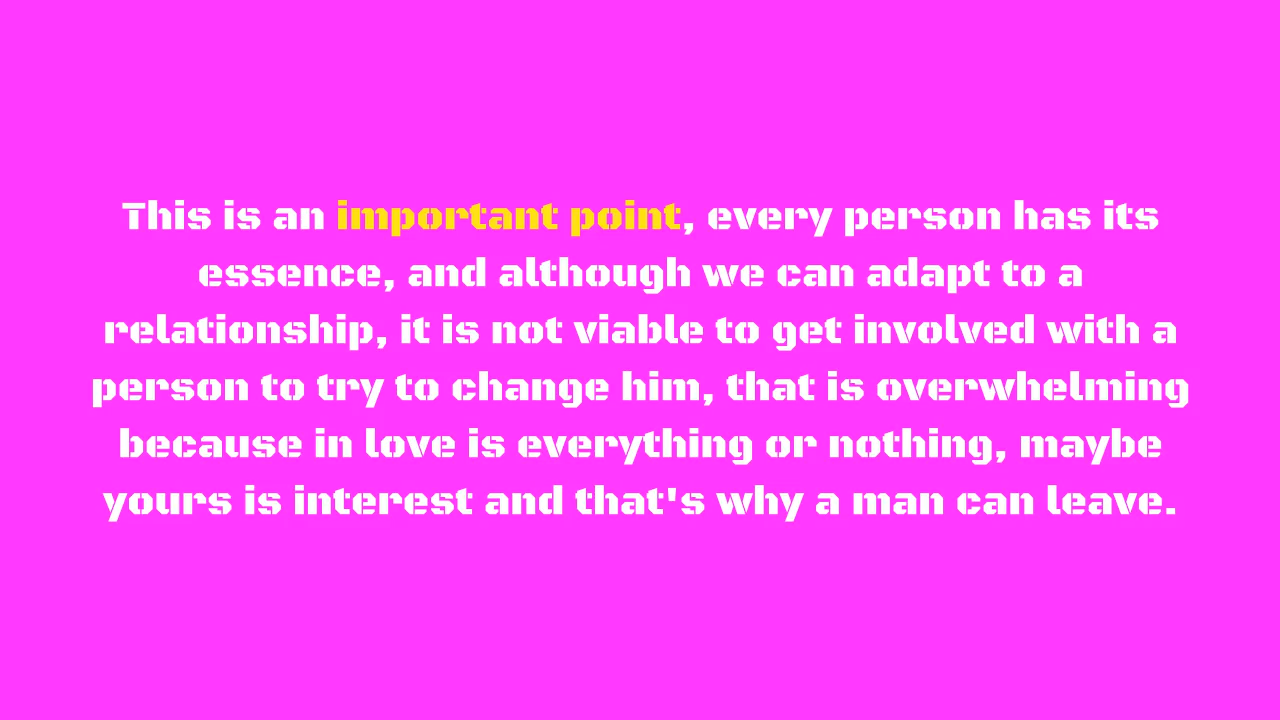 This is an important point, every person has its
essence, and although we can adapt to a
relationship, it is not viable to get involved with a
person to try to change him, that is overwhelming
because in love is everything or nothing, maybe
yours is interest and that's why a man can leave.